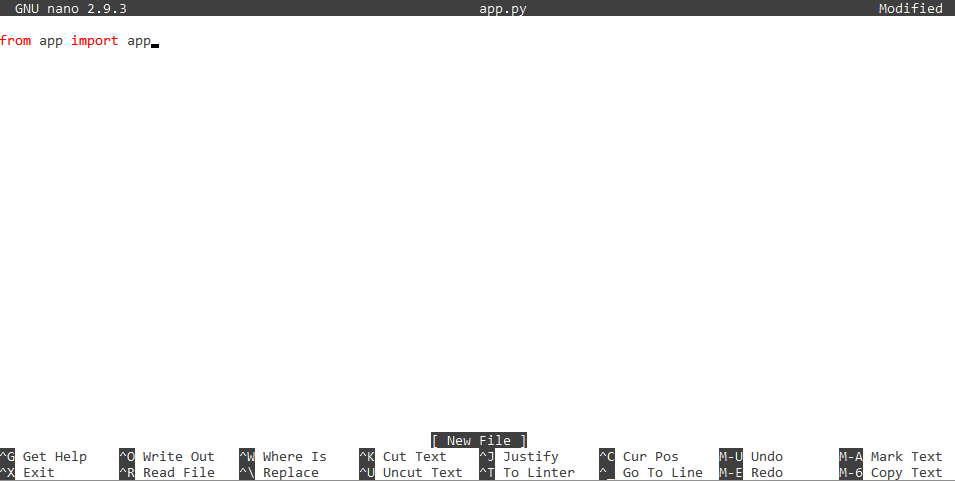 GNU nano 2.9.3 app.py Modified
from app import app
[ New File ]
^G Get Help ^O Write Out ^W Where Is ^K Cut Text ^J Justify ^C Cur Pos M-U Undo M-A Mark Text
^X Exit ^R Read File ^\ Replace ^U Uncut Text ^T To Linter ^_ Go To Line M-E Redo M-6 Copy Text